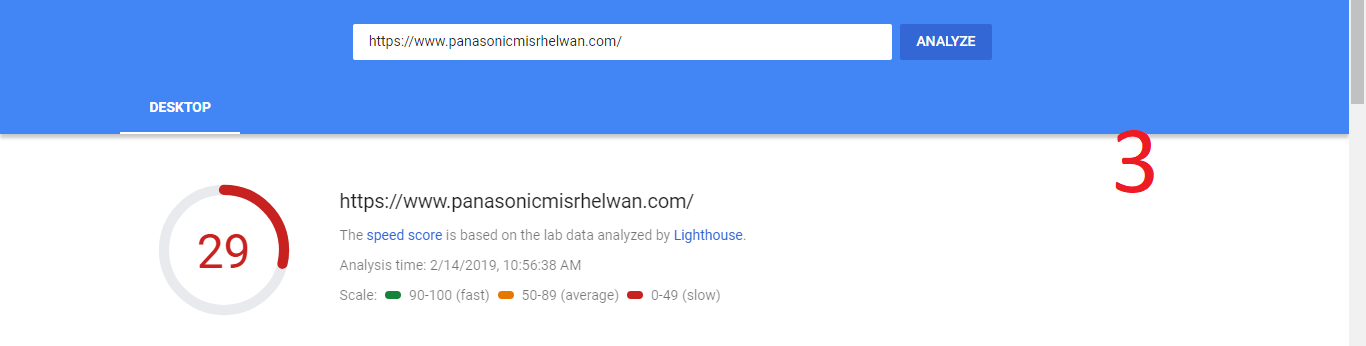 https://www.panasonicmisrhelwan.com/ ANALYZE
DESKTOP
3
29
https://www.panasonicmisrhelwan.com/
The speed score is based on the lab data analyzed by Lighthouse.
Analysis time: 2/14/2019, 10:56:38 AM
Scale: 90-100 (fast) 50-89 (average) 0-49 (slow)